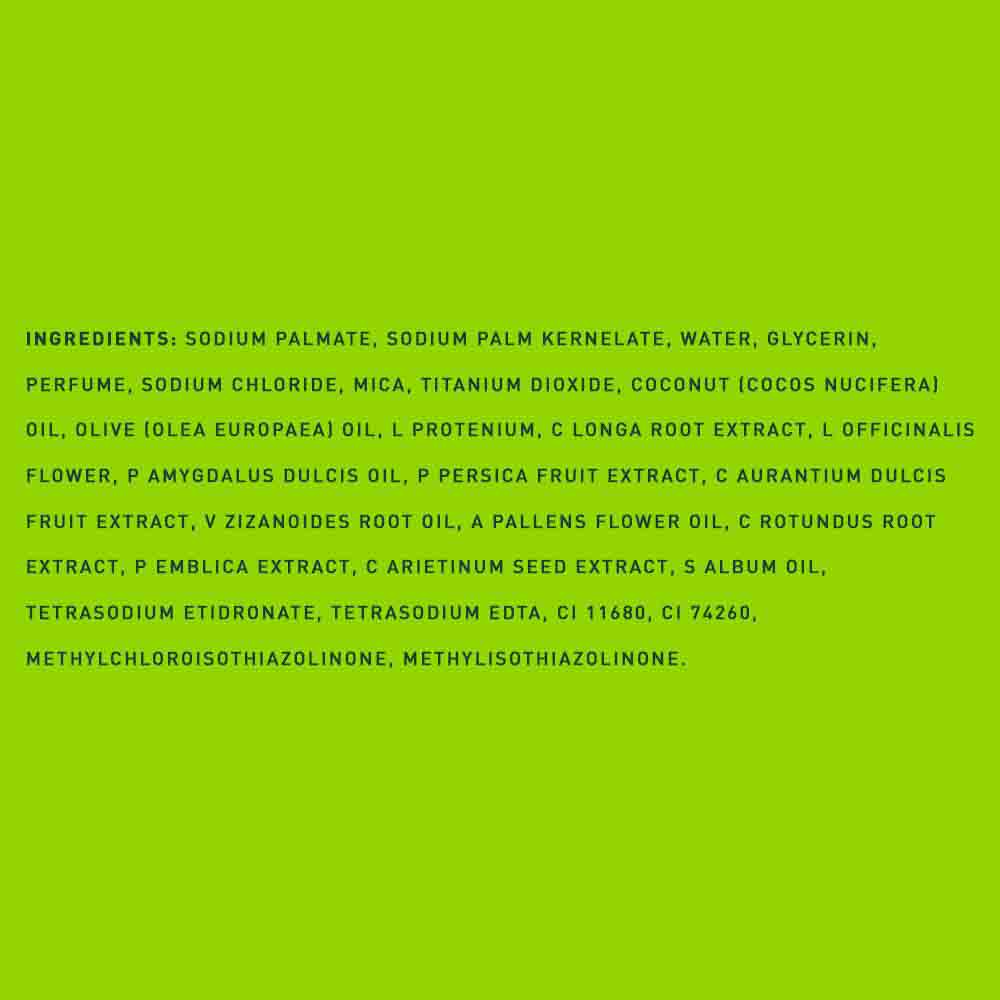 INGREDIENTS: SODIUM PALMATE, SODIUM PALM KERNELATE, WATER, GLYCERIN,
PERFUME, SODIUM CHLORIDE, MICA, TITANIUM DIOXIDE, COCONUT (COCOS NUCIFERA)
OIL, OLIVE (OLEA EUROPAEA) OIL, L PROTENIUM, C LONGA ROOT EXTRACT, L OFFICINALIS
FLOWER, P AMYGDALUS DULCIS OIL, P PERSICA FRUIT EXTRACT, C AURANTIUM DULCIS
FRUIT EXTRACT, V ZIZANOIDES ROOT OIL, A PALLENS FLOWER OIL, C ROTUNDUS ROOT
EXTRACT, P EMBLICA EXTRACT, C ARIETINUM SEED EXTRACT, S ALBUM OIL,
TETRASODIUM ETIDRONATE, TETRASODIUM EDTA, CI 11680, CI 74260,
METHYLCHLOROISOTHIAZOLINONE, METHYLISOTHIAZOLINONE.